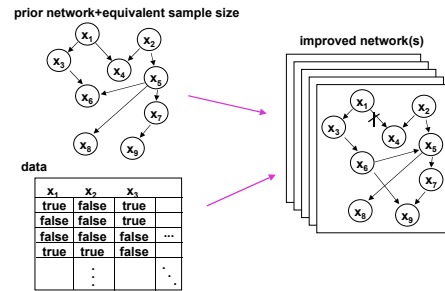 prior network+equivalent sample size
x1
x2
x3
x4
x5
x6
x7
x8
x9
data
x1 x2 x3
true false true
false false true
false false false ...
true true false
improved network(s)
x1
x2
x3
x4
x5
x6
x7
x8
x9